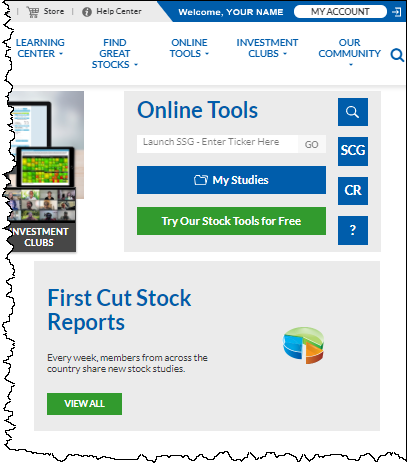 Store
Help Center
Welcome, YOUR NAME
MY ACCOUNT
LEARNING
CENTER
FIND
GREAT
STOCKS
ONLINE
TOOLS
INVESTMENT
CLUBS
OUR
COMMUNITY
INVESTMENT
CLUBS
Online Tools
Launch SSG - Enter Ticker Here
GO
My Studies
Try Our Stock Tools for Free
SCG
CR
?
First Cut Stock
Reports
Every week, members from across the
country share new stock studies.
VIEW ALL